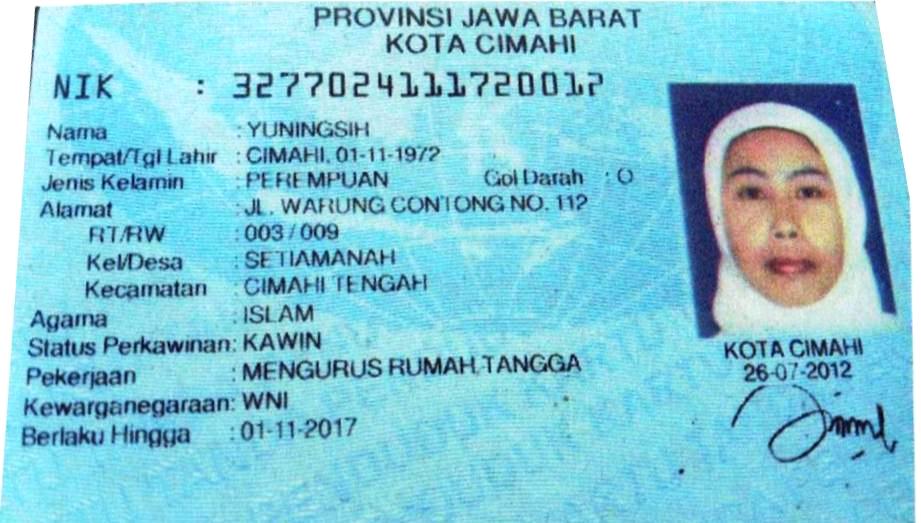 PROVINSI JAWA BARAT
KOTA CIMAHI
NIK : 3277024111720012
Nama : YUNINGSIH
Tempat/Tgl Lahir : CIMAHI, 01-11-1972
Jenis Kelamin : PEREMPUAN Gol Darah : O
Alamat : JL. WARUNG CONTONG NO. 112
RT/RW : 003 / 009
Kel/Desa : SETIAMANAH
Kecamatan : CIMAHI TENGAH
Agama : ISLAM
Status Perkawinan: KAWIN
Pekerjaan : MENGURUS RUMAH TANGGA
Kewarganegaraan: WNI
Berlaku Hingga : 01-11-2017
KOTA CIMAHI
26-07-2012